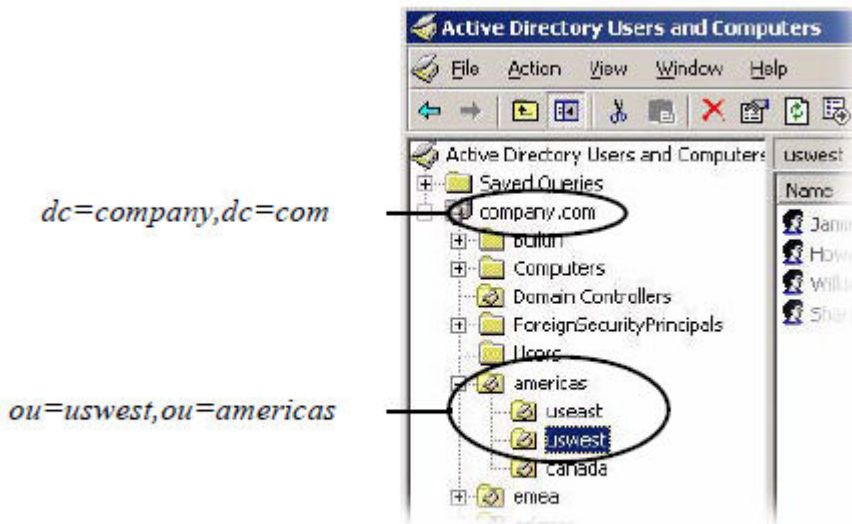 Active Directory Users and Computers
File Action View Window Help
Active Directory Users and Computers
uswest
Saved Queries
Name
dc=company,dc=com
company.com
Builtin
Computers
Domain Controllers
ForeignSecurityPrincipals
Users
ou=uswest,ou=americas
americas
useast
uswest
canada
emea